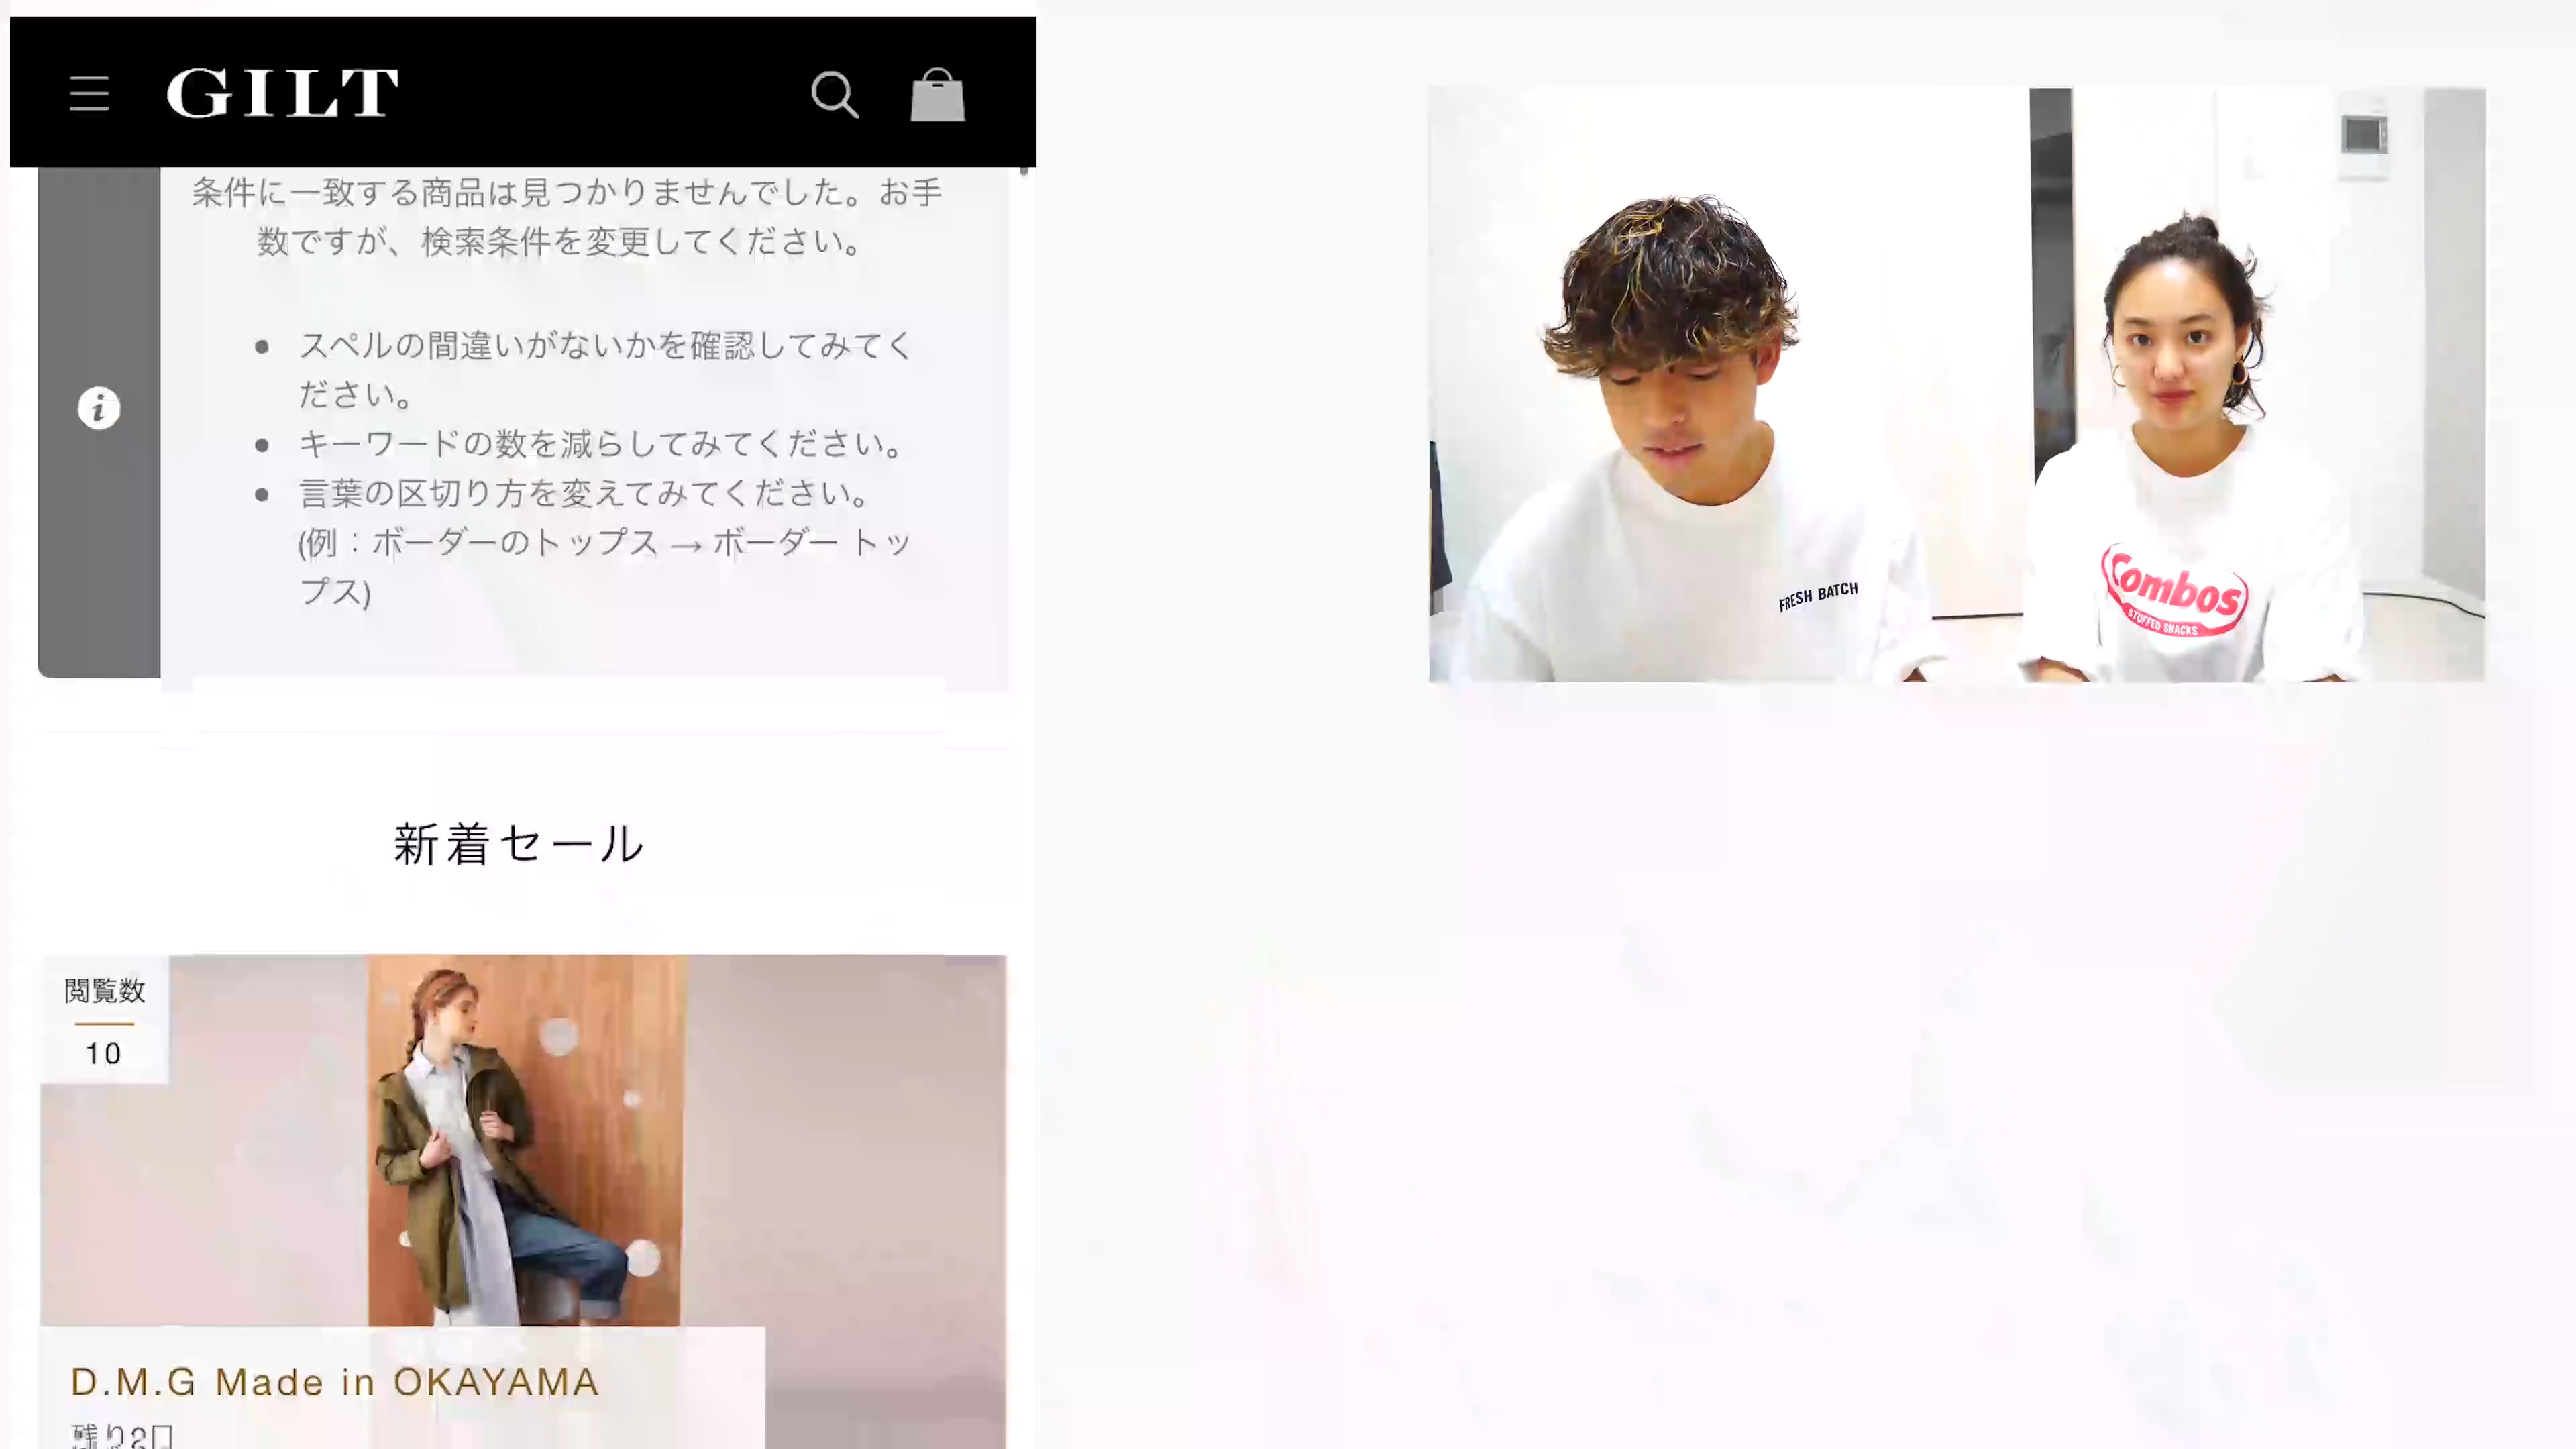 GILT
条件に一致する商品は見つかりませんでした。お手
数ですが、検索条件を変更してください。
● スペルの間違いがないかを確認してみてく
ださい。
● キーワードの数を減らしてみてください。
● 言葉の区切り方を変えてみてください。
(例：ボーダーのトップス → ボーダー トッ
プス)
新着セール
閲覧数
10
D.M.G Made in OKAYAMA
FRESH BATCH
Combos
STUFFED SNACKS